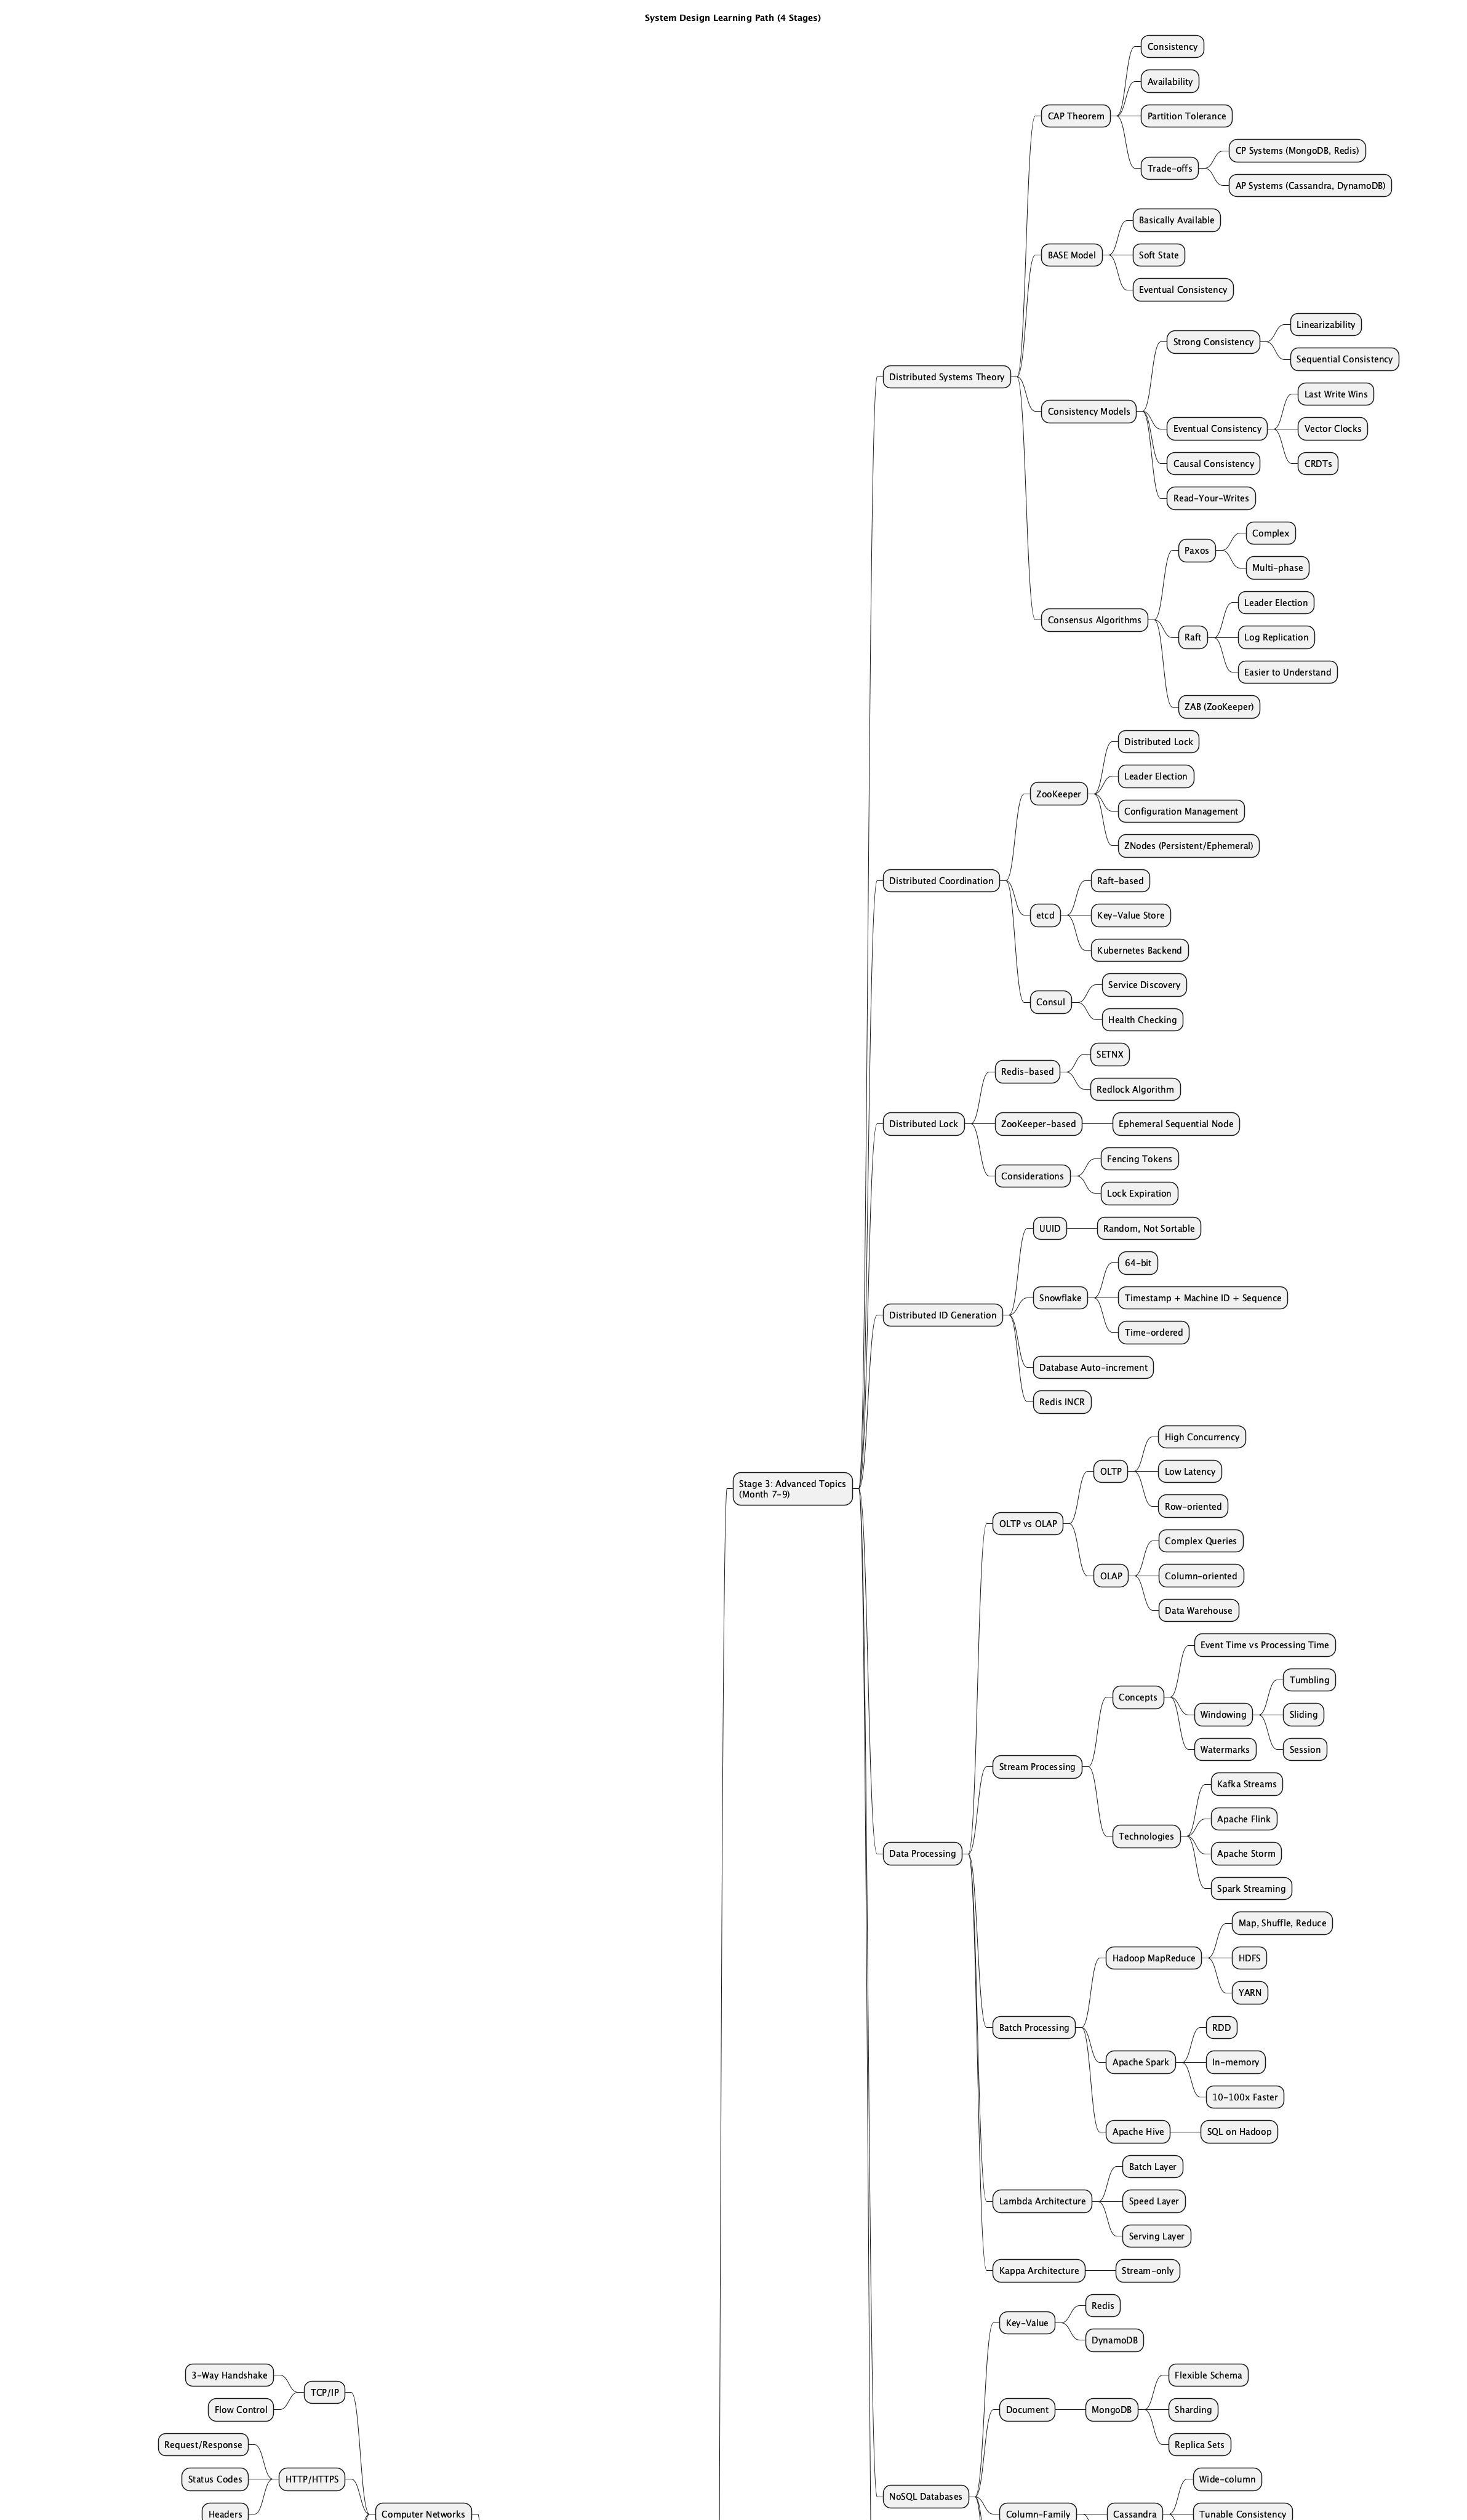 System Design Learning Path (4 Stages)
Consistency
Availability
CAP Theorem
Partition Tolerance
CP Systems (MongoDB, Redis)
Trade-offs
AP Systems (Cassandra, DynamoDB)
Basically Available
BASE Model
Soft State
Eventual Consistency
Linearizability
Strong Consistency
Sequential Consistency
Distributed Systems Theory
Last Write Wins
Consistency Models
Eventual Consistency
Vector Clocks
Causal Consistency
CRDTs
Read-Your-Writes
Complex
Paxos
Multi-phase
Leader Election
Consensus Algorithms
Raft
Log Replication
Easier to Understand
ZAB (ZooKeeper)
Distributed Lock
Leader Election
ZooKeeper
Configuration Management
ZNodes (Persistent/Ephemeral)
Distributed Coordination
Raft-based
etcd
Key-Value Store
Kubernetes Backend
Service Discovery
Consul
Health Checking
SETNX
Redis-based
Redlock Algorithm
Distributed Lock
ZooKeeper-based
Ephemeral Sequential Node
Fencing Tokens
Considerations
Lock Expiration
UUID
Random, Not Sortable
64-bit
Snowflake
Timestamp + Machine ID + Sequence
Distributed ID Generation
Time-ordered
Database Auto-increment
Redis INCR
High Concurrency
OLTP
Low Latency
Stage 3: Advanced Topics
(Month 7-9)
Row-oriented
OLTP vs OLAP
Complex Queries
OLAP
Column-oriented
Data Warehouse
Event Time vs Processing Time
Tumbling
Concepts
Windowing
Sliding
Watermarks
Session
Stream Processing
Kafka Streams
Apache Flink
Technologies
Data Processing
Apache Storm
Spark Streaming
Map, Shuffle, Reduce
Hadoop MapReduce
HDFS
YARN
Batch Processing
RDD
Apache Spark
In-memory
10-100x Faster
Apache Hive
SQL on Hadoop
Batch Layer
Lambda Architecture
Speed Layer
Serving Layer
Kappa Architecture
Stream-only
Redis
Key-Value
DynamoDB
3-Way Handshake
TCP/IP
Flow Control
Flexible Schema
Document
MongoDB
Sharding
Replica Sets
Request/Response
Status Codes
HTTP/HTTPS
Headers
Computer Networks
NoSQL Databases
Wide-column
Column-Family
Cassandra
Tunable Consistency